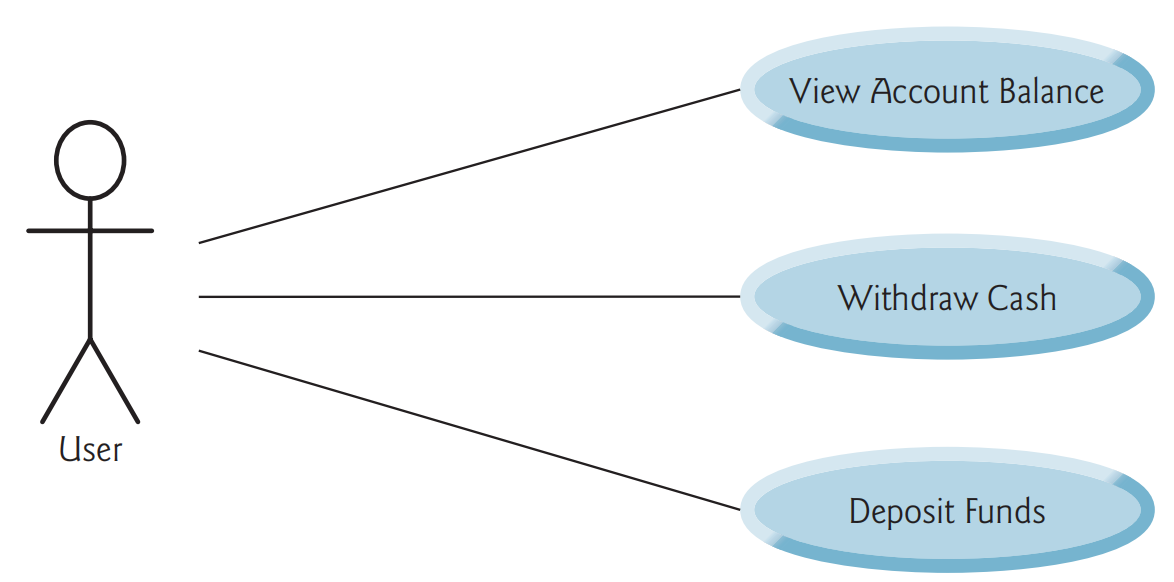 View Account Balance
Withdraw Cash
User
Deposit Funds